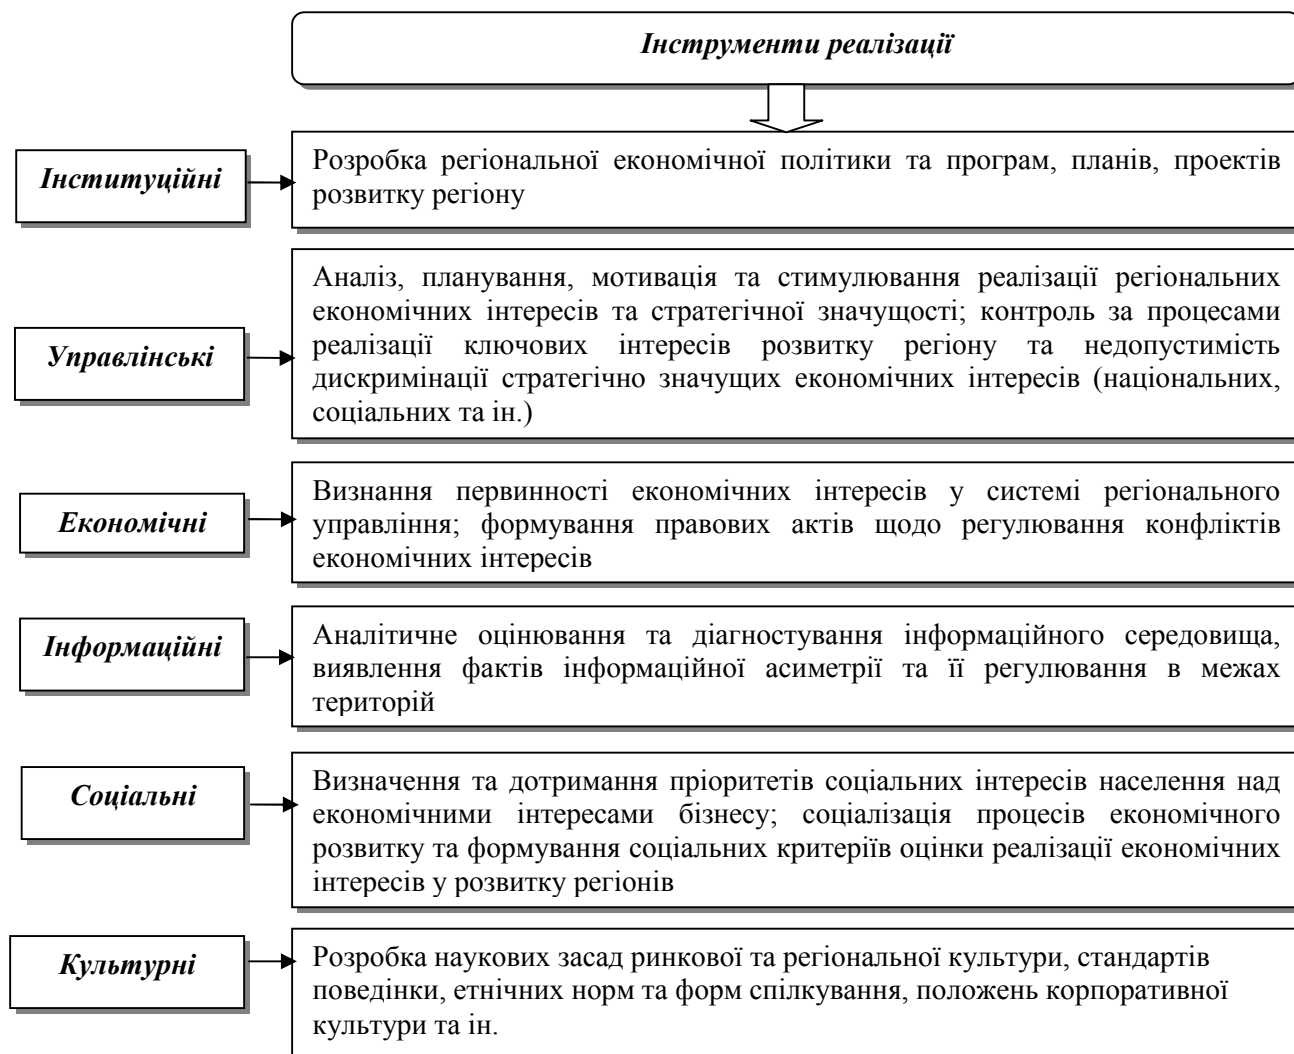 Інструменти реалізації
Інституційні
Розробка регіональної економічної політики та програм, планів, проектів
розвитку регіону
Управлінські
Аналіз, планування, мотивація та стимулювання реалізації регіональних
економічних інтересів та стратегічної значущості; контроль за процесами
реалізації ключових інтересів розвитку регіону та недопустимість
дискримінації стратегічно значущих економічних інтересів (національних,
соціальних та ін.)
Економічні
Визнання первинності економічних інтересів у системі регіонального
управління; формування правових актів щодо регулювання конфліктів
економічних інтересів
Інформаційні
Аналітичне оцінювання та діагностування інформаційного середовища,
виявлення фактів інформаційної асиметрії та її регулювання в межах
територій
Соціальні
Визначення та дотримання пріоритетів соціальних інтересів населення над
економічними інтересами бізнесу; соціалізація процесів економічного
розвитку та формування соціальних критеріїв оцінки реалізації економічних
інтересів у розвитку регіонів
Культурні
Розробка наукових засад ринкової та регіональної культури, стандартів
поведінки, етнічних норм та форм спілкування, положень корпоративної
культури та ін.